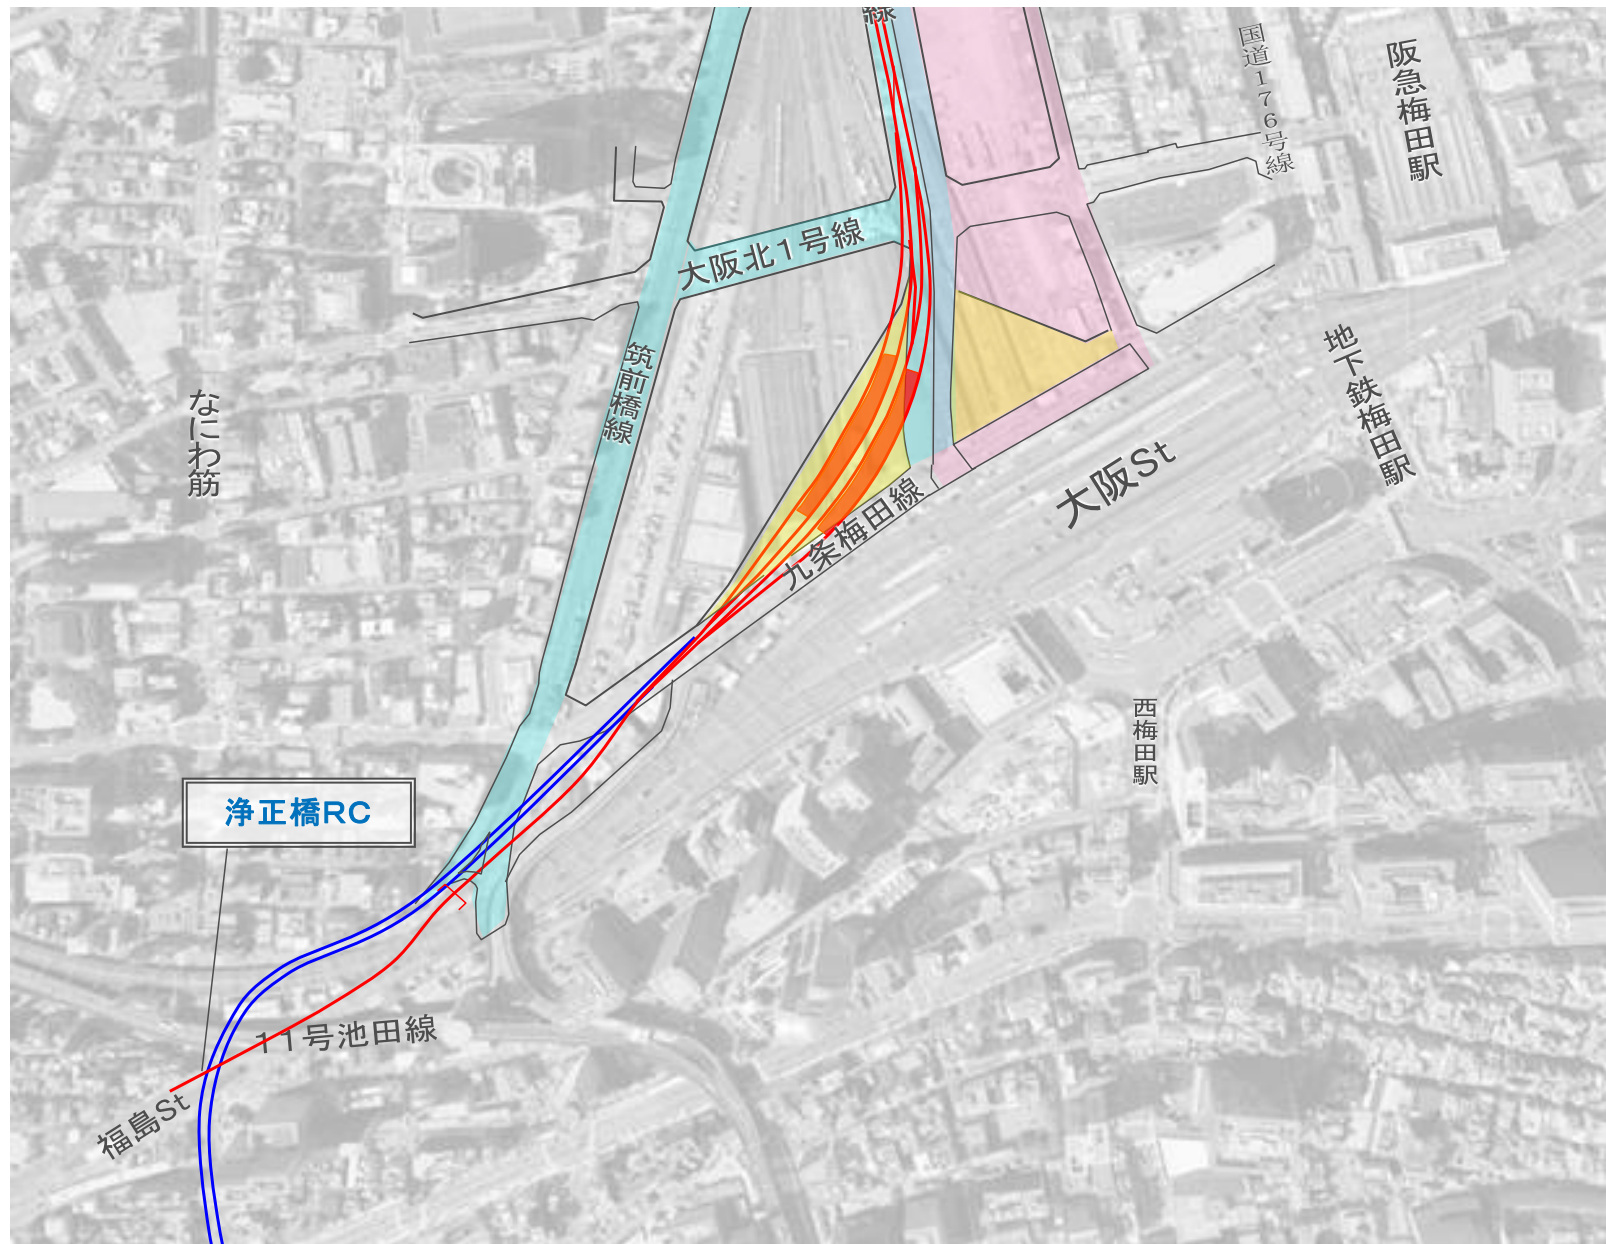 線
国道176号線
阪急梅田駅
大阪北1号線
筑前橋線
地下鉄梅田駅
なにわ筋
大阪St
九条梅田線
西梅田駅
浄正橋RC
11号池田線
福島St